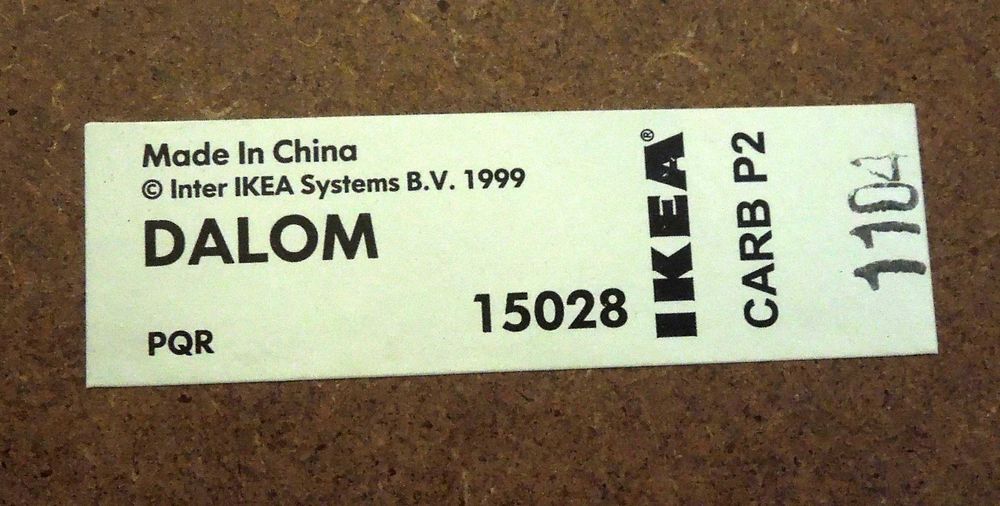 Made In China
© Inter IKEA Systems B.V. 1999
DALOM
15028
PQR
IKEA®
CARB P2
1104